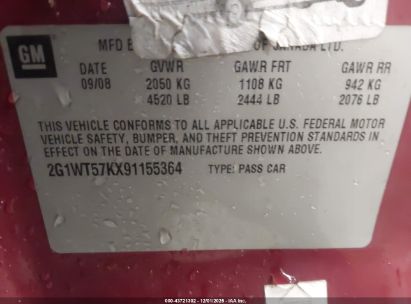 GM
MFD B OF CANADA LTD.
DATE GVWR GAWR FRT GAWR RR
09/08 2050 KG 1108 KG 942 KG
4520 LB 2444 LB 2076 LB
THIS VEHICLE CONFORMS TO ALL APPLICABLE U.S. FEDERAL MOTOR
VEHICLE SAFETY, BUMPER, AND THEFT PREVENTION STANDARDS IN
EFFECT ON THE DATE OF MANUFACTURE SHOWN ABOVE.
2G1WT57KX91155364 TYPE: PASS CAR